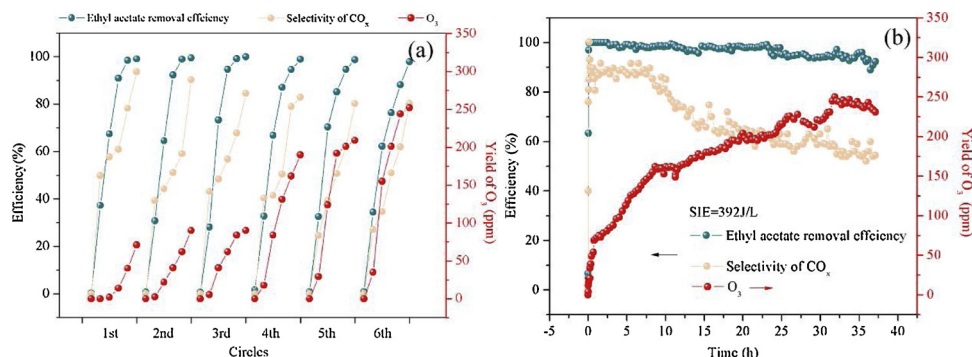 Ethyl acetate removal effciency Selectivity of COx O3
(a)
100
80
60
40
20
0
Efficiency (%)
350
300
250
200
150
100
50
0
Yield of O3 (ppm)
1st 2nd 3rd 4th 5th 6th
Circles
(b)
100
80
60
40
20
0
Efficiency (%)
350
300
250
200
150
100
50
0
Yield of O3 (ppm)
SIE=392J/L
Ethyl acetate removal effciency
Selectivity of COx
O3
-5 0 5 10 15 20 25 30 35 40
Time (h)